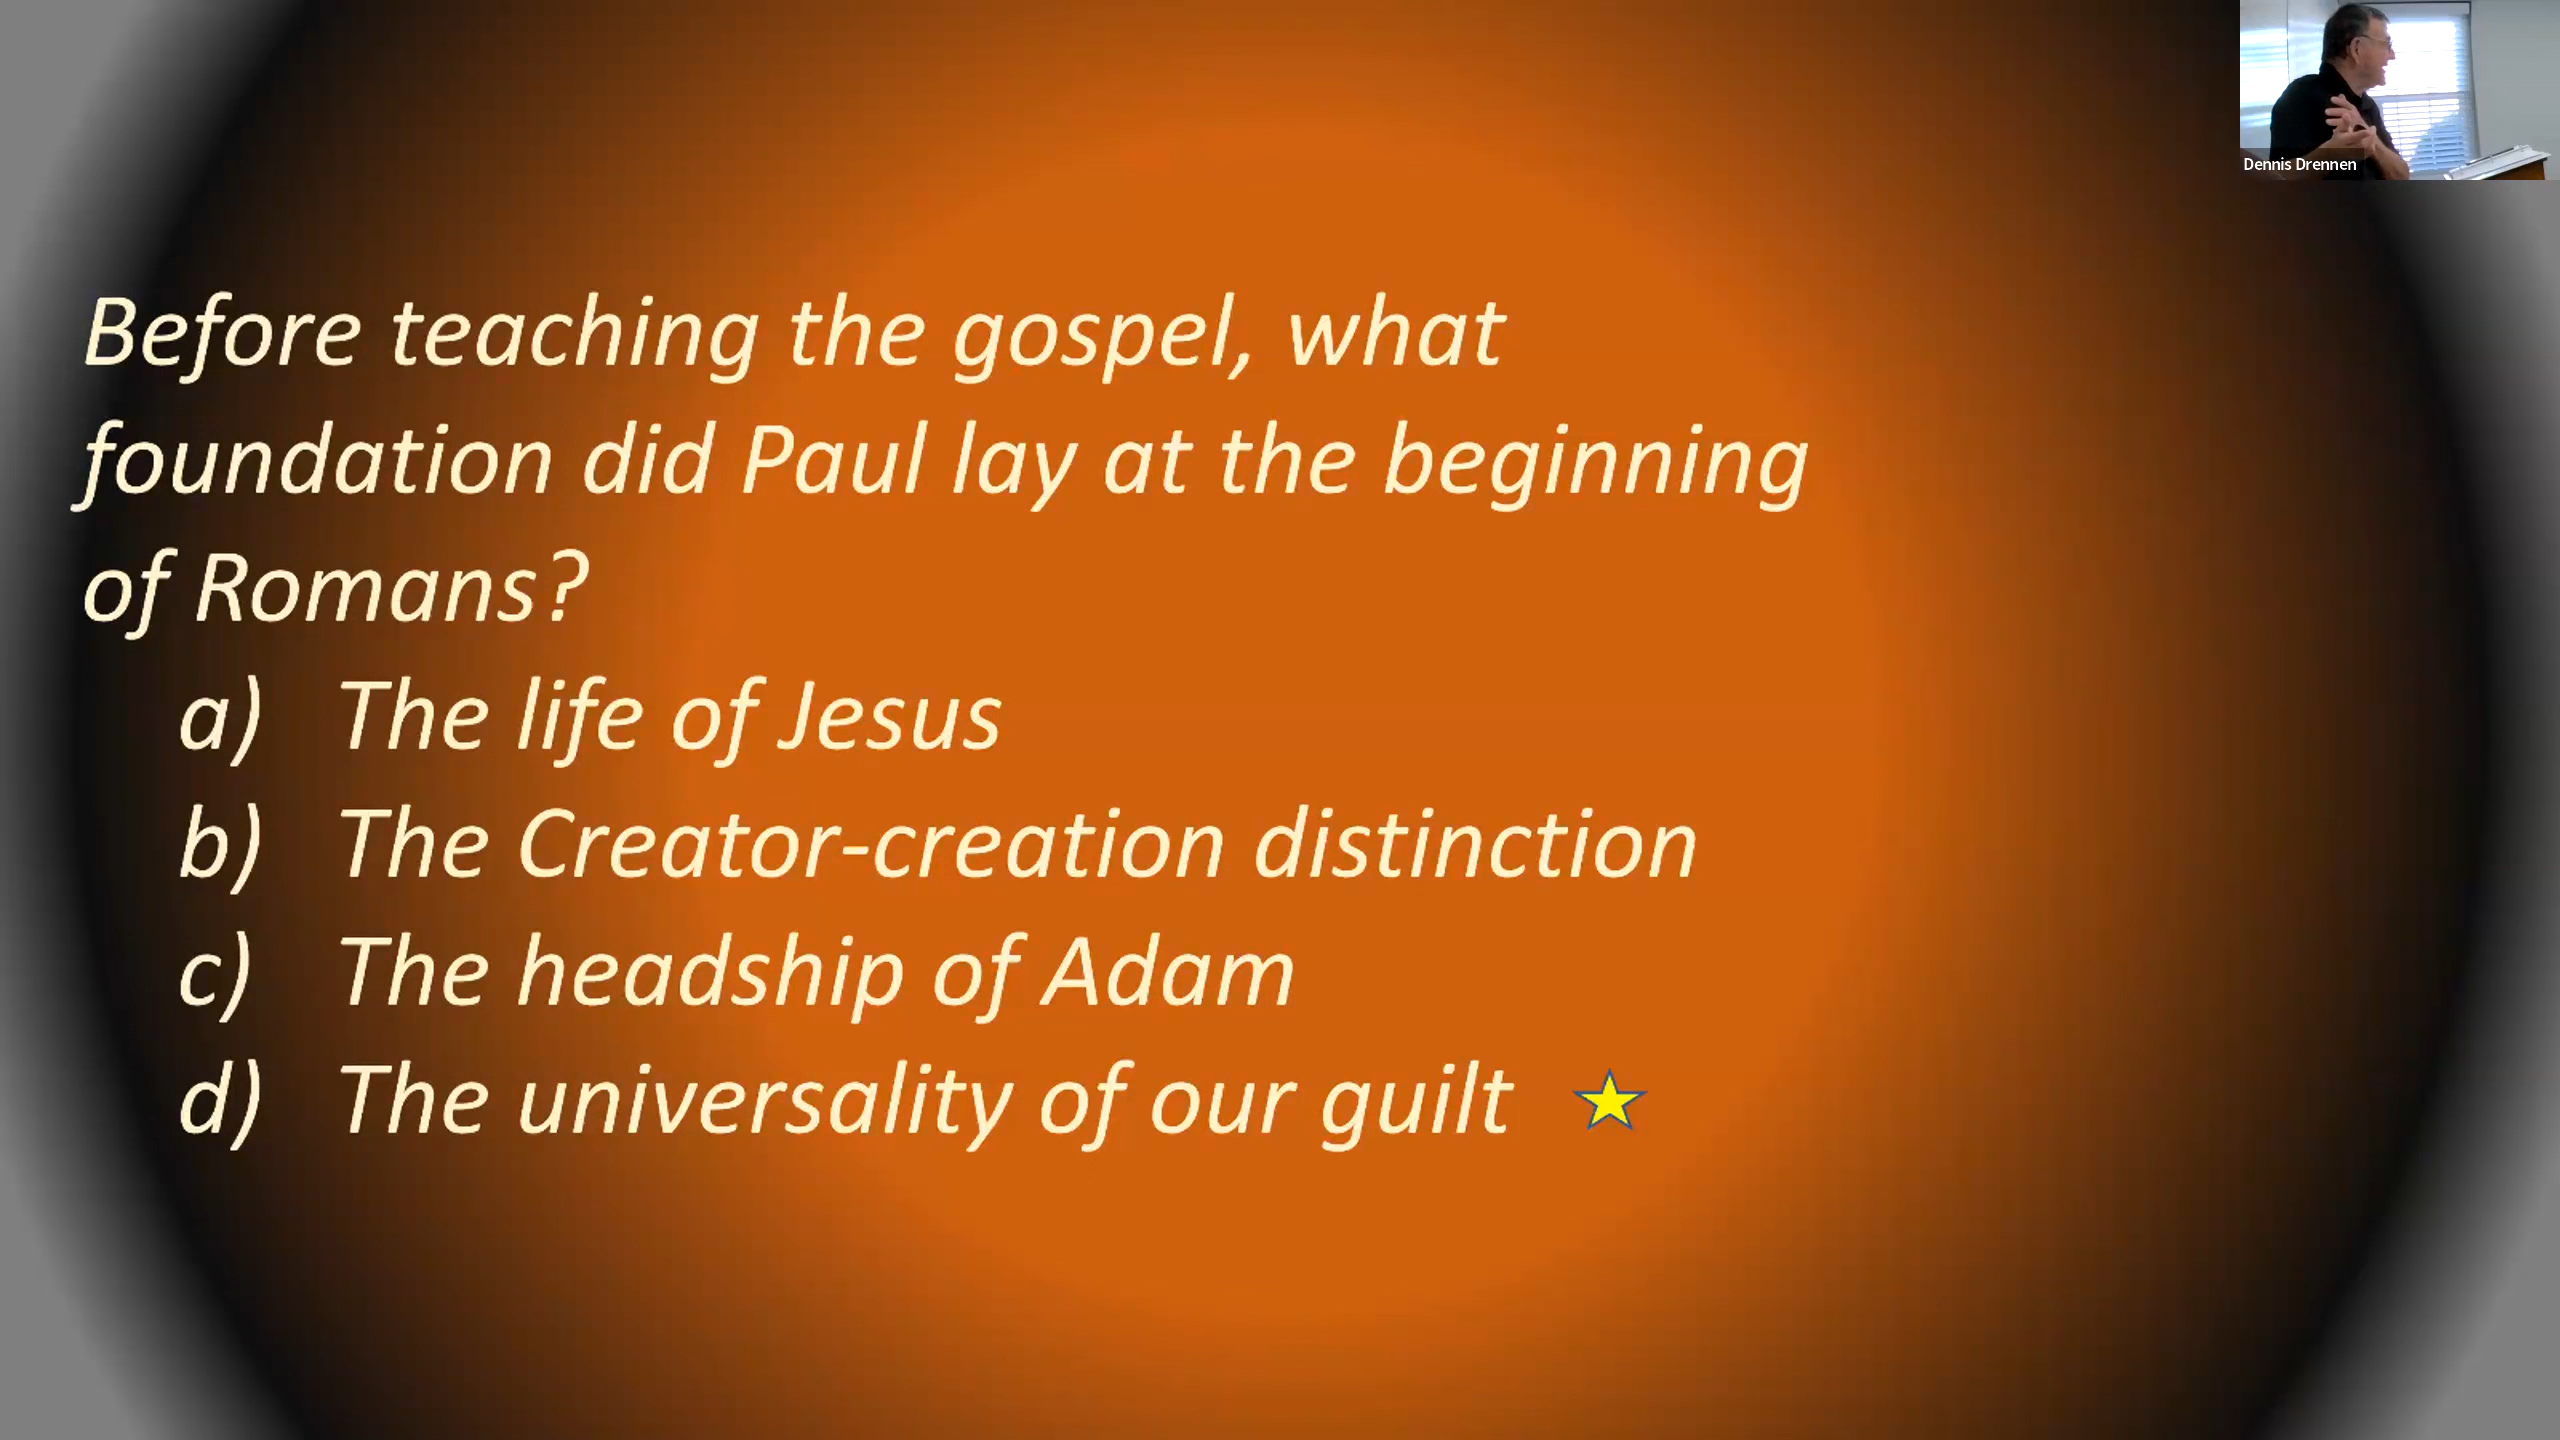 Before teaching the gospel, what
foundation did Paul lay at the beginning
of Romans?
a) The life of Jesus
b) The Creator-creation distinction
c) The headship of Adam
d) The universality of our guilt
Dennis Drennen